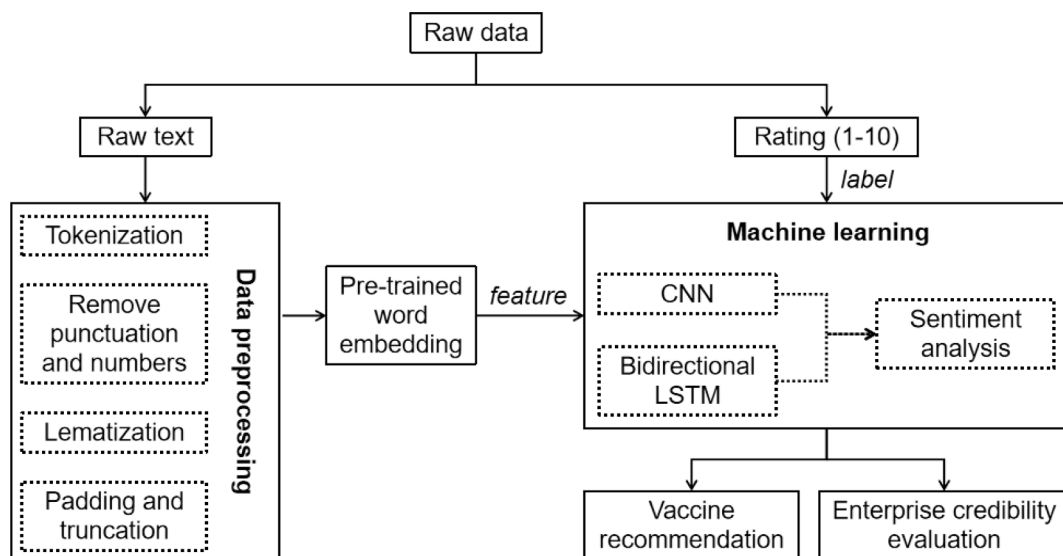 Raw data
Raw text
Rating (1-10)
label
Tokenization
Remove
punctuation
and numbers
Lematization
Padding and
truncation
Data preprocessing
Pre-trained
word
embedding
feature
Machine learning
CNN
Bidirectional
LSTM
Sentiment
analysis
Vaccine
recommendation
Enterprise credibility
evaluation